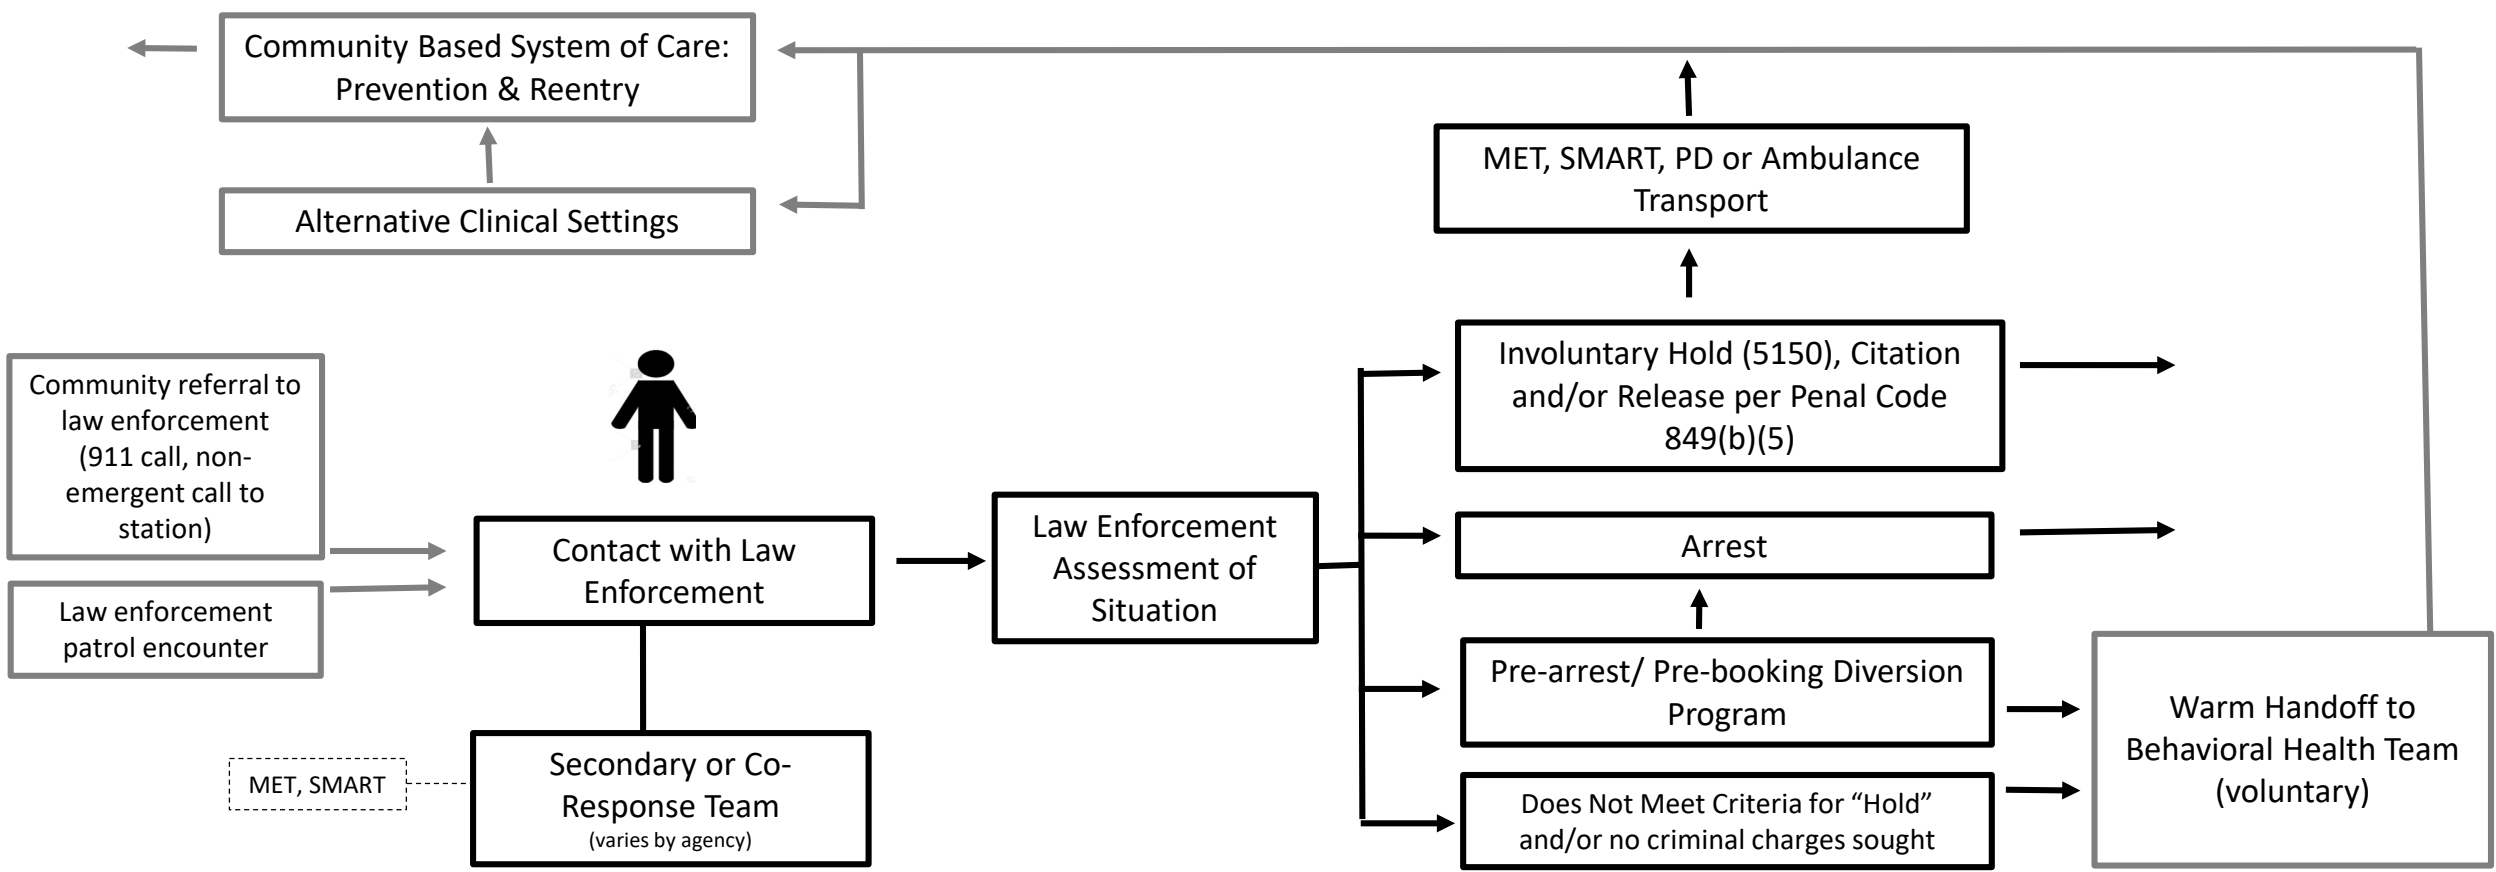 Community Based System of Care:
Prevention & Reentry
Alternative Clinical Settings
MET, SMART, PD or Ambulance
Transport
Community referral to
law enforcement
(911 call, non-
emergent call to
station)
Law enforcement
patrol encounter
Contact with Law
Enforcement
MET, SMART
Secondary or Co-
Response Team
(varies by agency)
Law Enforcement
Assessment of
Situation
Involuntary Hold (5150), Citation
and/or Release per Penal Code
849(b)(5)
Arrest
Pre-arrest/ Pre-booking Diversion
Program
Does Not Meet Criteria for “Hold”
and/or no criminal charges sought
Warm Handoff to
Behavioral Health Team
(voluntary)